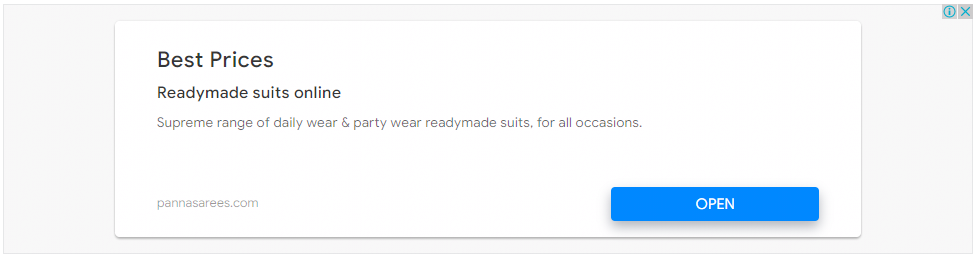 Best Prices
Readymade suits online
Supreme range of daily wear & party wear readymade suits, for all occasions.
pannasarees.com
OPEN